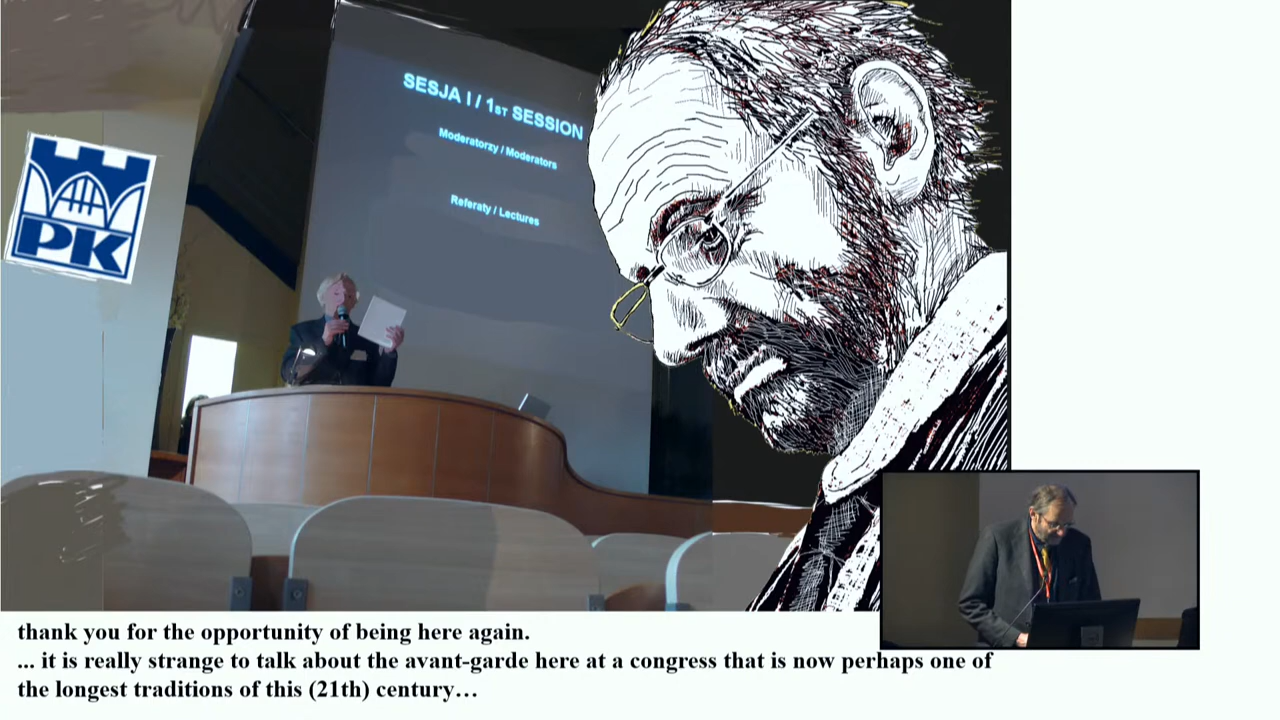 SESJA I / 1ST SESSION
Moderatorzy / Moderators
Referaty / Lectures
PK
thank you for the opportunity of being here again.
... it is really strange to talk about the avant-garde here at a congress that is now perhaps one of
the longest traditions of this (21th) century…